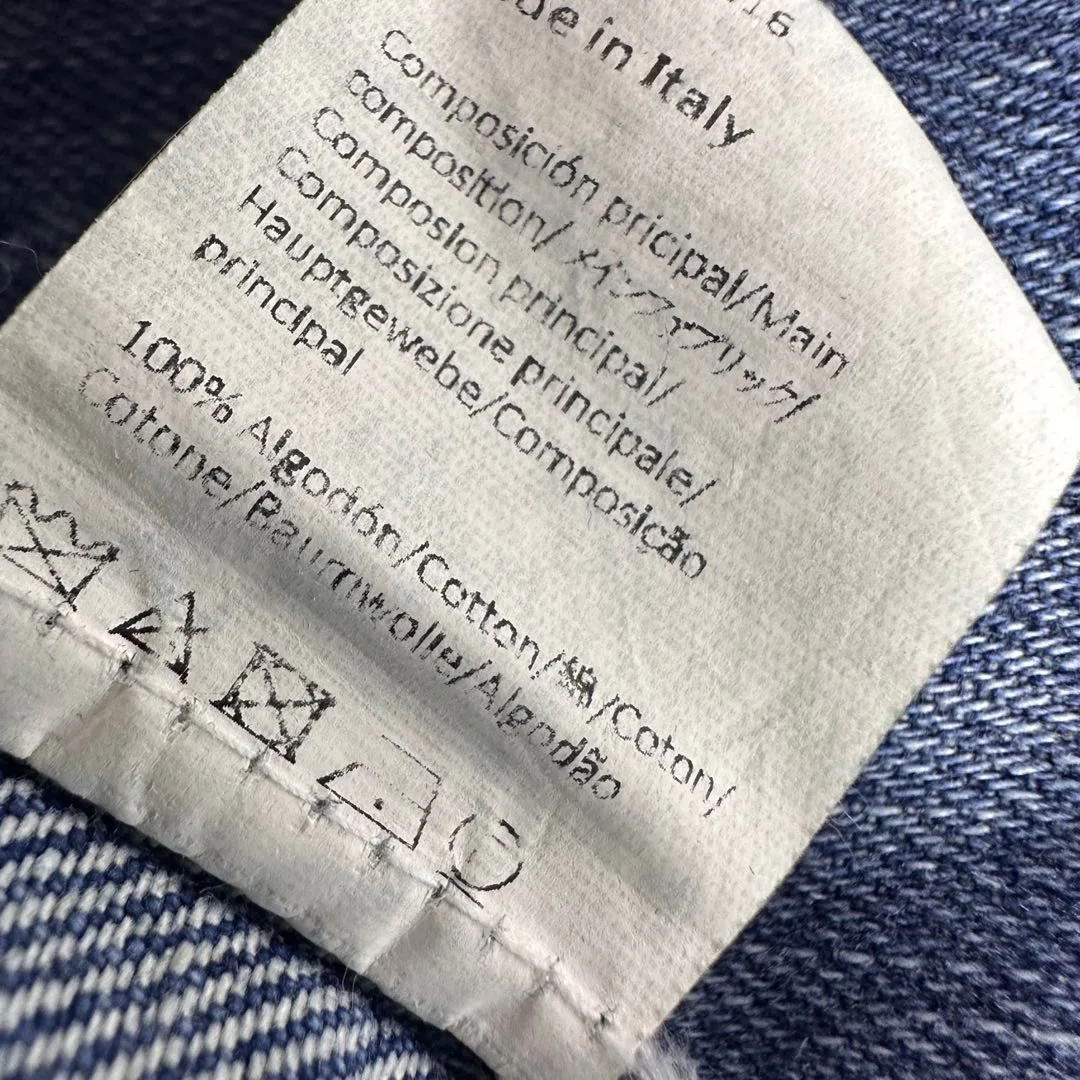 Made in Italy
Composición pricipal/Main
composition/メインファブリック/
Composion principal/
Composizione principale/
Hauptgewebe/Composição
principal
100% Algodón/Cotton/綿/Coton/
Cotone/Baumwolle/Algodão